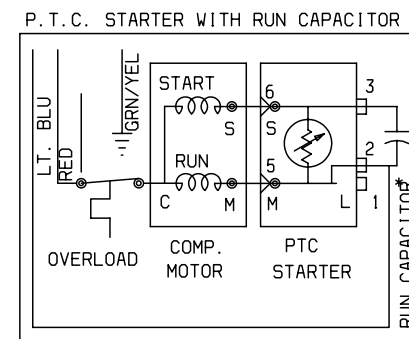 P.T.C. STARTER WITH RUN CAPACITOR
LT. BLU
RED
GRN/YEL
START
S
RUN
C
M
OVERLOAD
COMP.
MOTOR
6
S
5
M
L
3
2
1
PTC
STARTER
*
RUN CAPACITOR